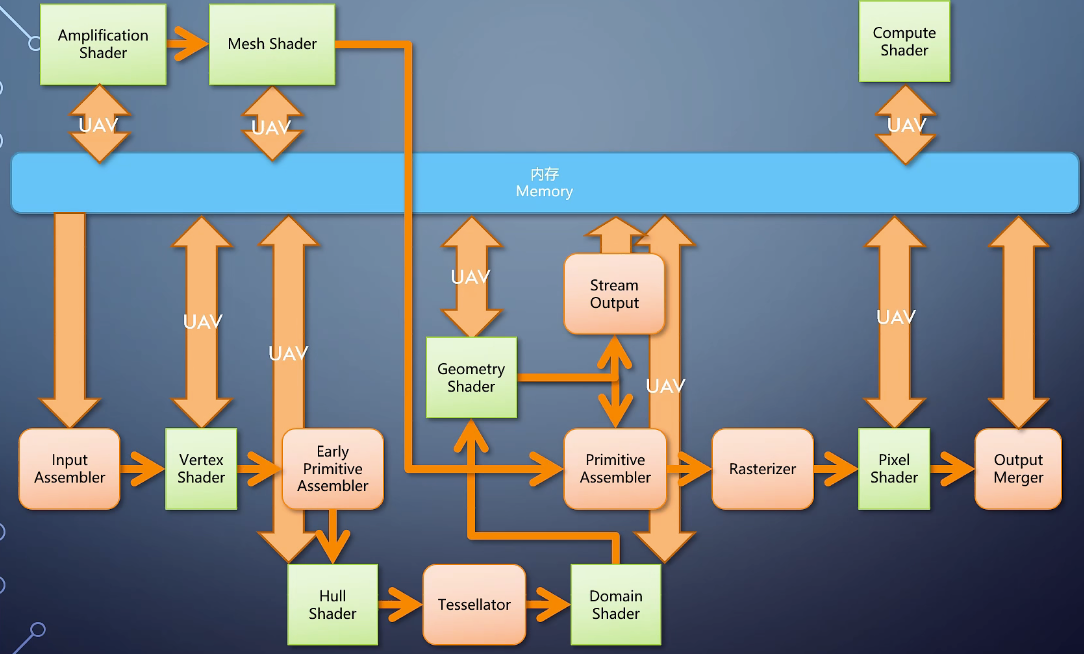 Amplification
Shader
Mesh Shader
Compute
Shader
UAV
UAV
UAV
内存
Memory
UAV
UAV
UAV
UAV
UAV
Stream
Output
Geometry
Shader
Input
Assembler
Vertex
Shader
Early
Primitive
Assembler
Primitive
Assembler
Rasterizer
Pixel
Shader
Output
Merger
Hull
Shader
Tessellator
Domain
Shader